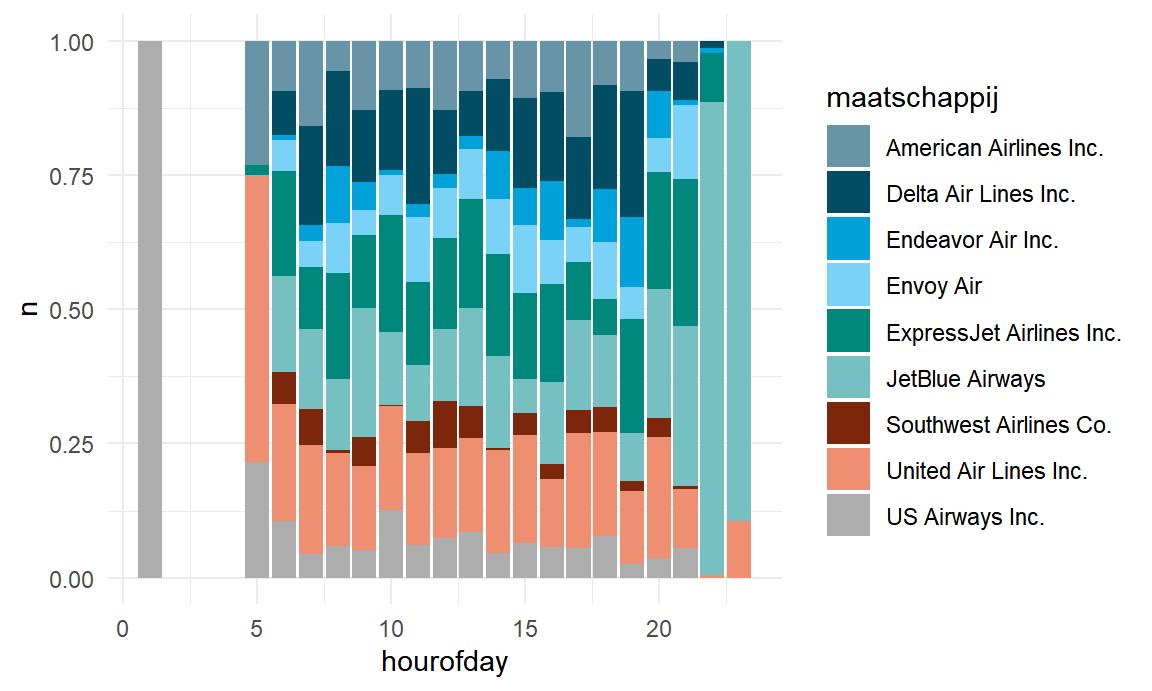 1.00
0.75
0.50
0.25
0.00
n
0
5
10
15
20
hourofday
maatschappij
American Airlines Inc.
Delta Air Lines Inc.
Endeavor Air Inc.
Envoy Air
ExpressJet Airlines Inc.
JetBlue Airways
Southwest Airlines Co.
United Air Lines Inc.
US Airways Inc.